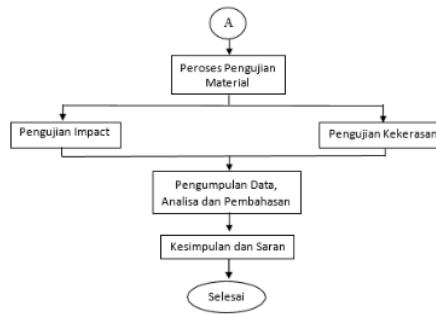 A
Peroses Pengujian
Material
Pengujian Impact
Pengujian Kekerasan
Pengumpulan Data,
Analisa dan Pembahasan
Kesimpulan dan Saran
Selesai